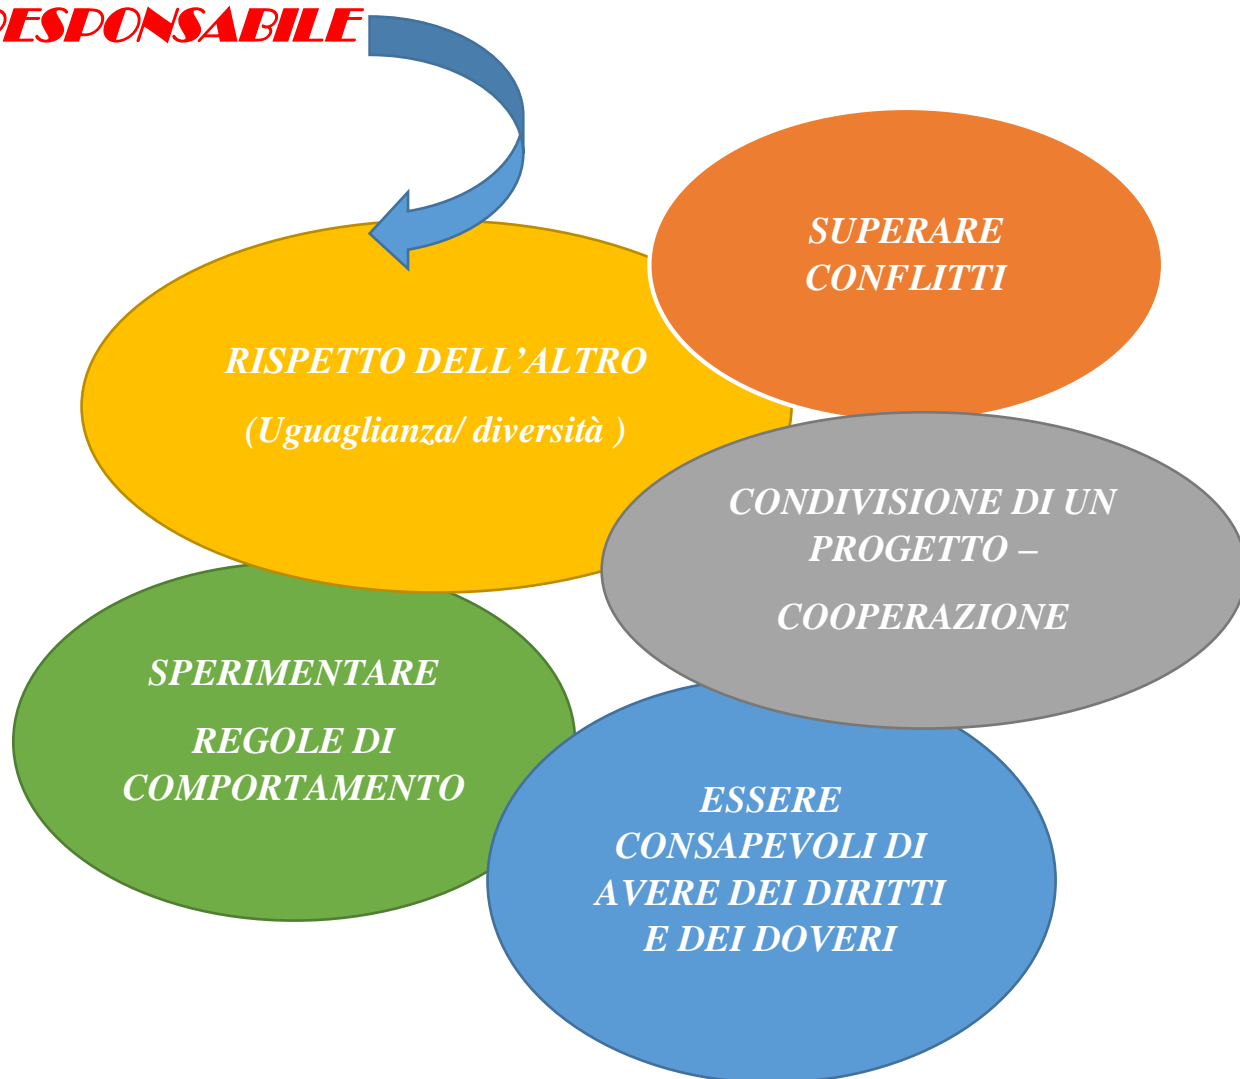 RESPONSABILE
SUPERARE
CONFLITTI
RISPETTO DELL’ALTRO
(Uguaglianza/ diversità )
CONDIVISIONE DI UN
PROGETTO –
COOPERAZIONE
SPERIMENTARE
REGOLE DI
COMPORTAMENTO
ESSERE
CONSAPEVOLI DI
AVERE DEI DIRITTI
E DEI DOVERI